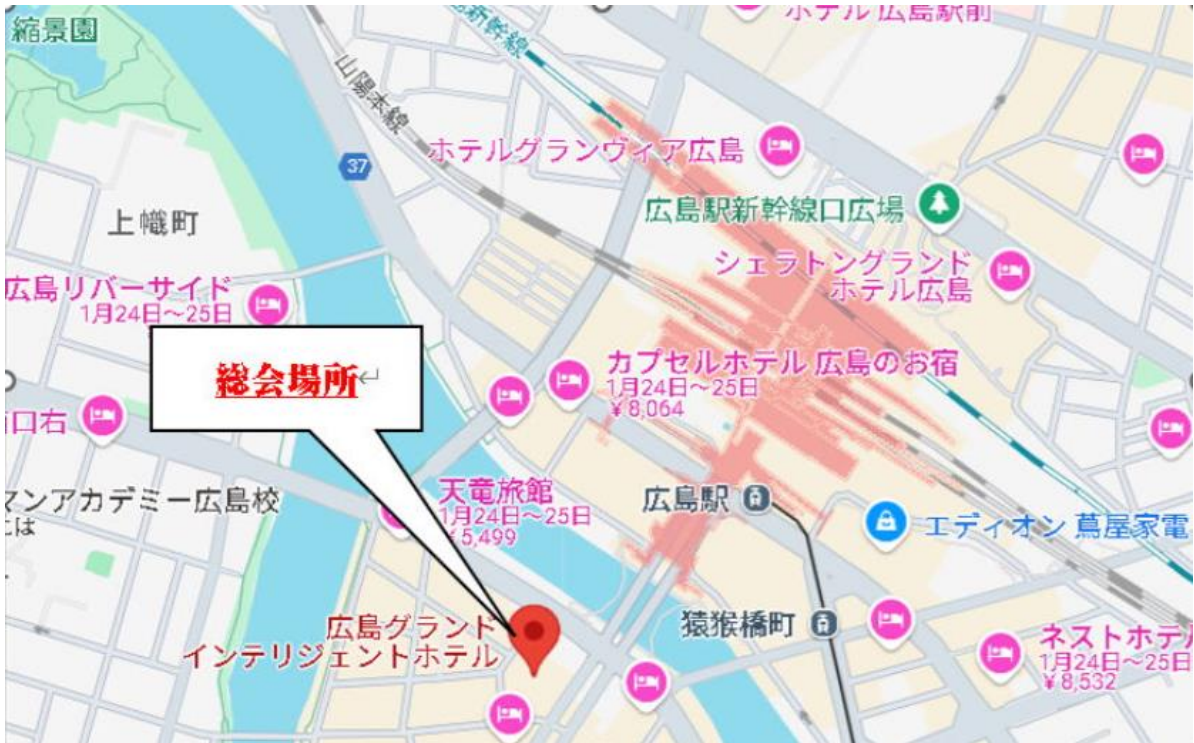 縮景園
ホテル 広島駅前
新幹線
山陽本線
ホテルグランヴィア広島
37
広島駅新幹線口広場
上幟町
シェラトングランド
ホテル広島
広島リバーサイド
1月24日～25日
総会場所↵
カプセルホテル 広島のお宿
1月24日～25日
¥8,064
口右
天竜旅館
1月24日～25日
5,499
広島駅
マンアカデミー広島校
には
エディオン 蔦屋家電
猿猴橋町
広島グランド
インテリジェントホテル
ネストホテル
1月24日～25日
¥8,532